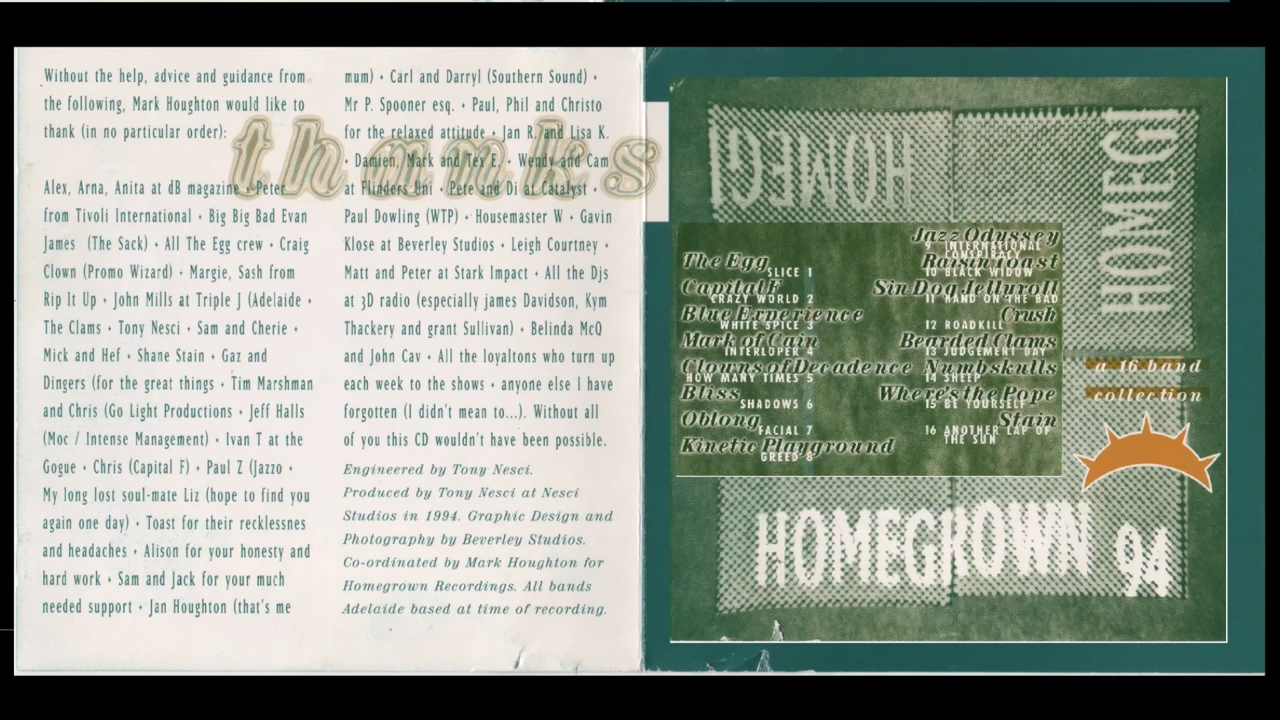 Without the help, advice and guidance from
the following, Mark Houghton would like to
thank (in no particular order):
thanks
Alex, Arna, Anita at dB magazine • Peter
from Tivoli International • Big Big Bad Evan
James (The Sack) • All The Egg crew • Craig
Clown (Promo Wizard) • Margie, Sash from
Rip It Up • John Mills at Triple J (Adelaide •
The Clams • Tony Nesci • Sam and Cherie •
Mick and Hef • Shane Stain • Gaz and
Dingers (for the great things • Tim Marshman
and Chris (Go Light Productions • Jeff Halls
(Moc / Intense Management) • Ivan T at the
Gogue • Chris (Capital F) • Paul Z (Jazzo •
My long lost soul-mate Liz (hope to find you
again one day) • Toast for their recklessnes
and headaches • Alison for your honesty and
hard work • Sam and Jack for your much
needed support • Jan Houghton (that's me
mum) • Carl and Darryl (Southern Sound) •
Mr P. Spooner esq. • Paul, Phil and Christo
for the relaxed attitude • Jan R. and Lisa K.
• Damien, Mark and Tex E. • Wendy and Cam
at Flinders Uni • Pete and Di at Catalyst •
Paul Dowling (WTP) • Housemaster W • Gavin
Klose at Beverley Studios • Leigh Courtney •
Matt and Peter at Stark Impact • All the Djs
at 3D radio (especially james Davidson, Kym
Thackery and grant Sullivan) • Belinda McQ
and John Cav • All the loyaltons who turn up
each week to the shows • anyone else I have
forgotten (I didn't mean to...). Without all
of you this CD wouldn't have been possible.
Engineered by Tony Nesci.
Produced by Tony Nesci at Nesci
Studios in 1994. Graphic Design and
Photography by Beverley Studios.
Co-ordinated by Mark Houghton for
Homegrown Recordings. All bands
Adelaide based at time of recording.
HOMEG
HOMEG
The Egg
SLICE 1
Capital F
CRAZY WORLD 2
Blue Experience
WHITE SPICE 3
Mark of Cain
INTERLOPER 4
Clowns of Decadence
HOW MANY TIMES 5
Bliss
SHADOWS 6
Oblong
FACIAL 7
Kinetic Playground
GREED 8
Jazz Odyssey
9 INTERNATIONAL
CONSPIRACY
Raisin Toast
10 BLACK WIDOW
Sin Dog Jellyroll
11 HAND ON THE BAD
Crush
12 ROADKILL
Bearded Clams
13 JUDGEMENT DAY
Numbskulls
14 SHEEP
Where's the Pope
15 BE YOURSELF
Stain
16 ANOTHER LAP OF
THE SUN
a 16 band
collection
HOMEGROWN 94